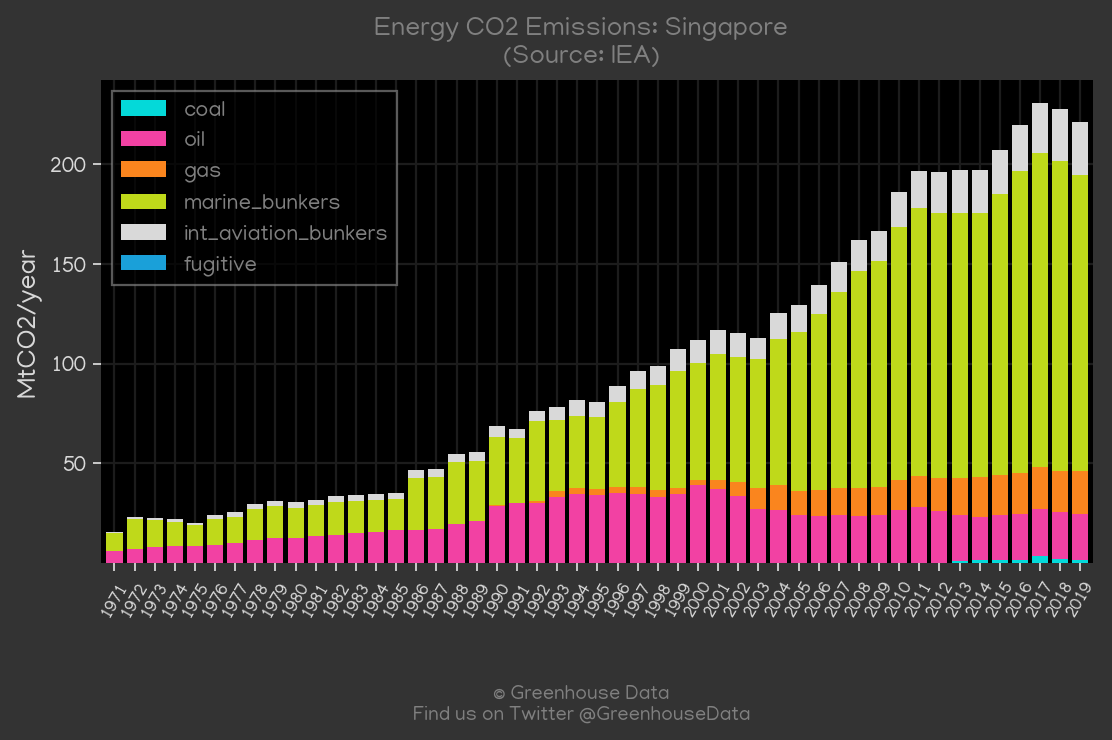 Energy CO2 Emissions: Singapore
(Source: IEA)
coal
oil
gas
marine_bunkers
int_aviation_bunkers
fugitive
MtCO2/year
200
150
100
50
1971 1972 1973 1974 1975 1976 1977 1978 1979 1980 1981 1982 1983 1984 1985 1986 1987 1988 1989 1990 1991 1992 1993 1994 1995 1996 1997 1998 1999 2000 2001 2002 2003 2004 2005 2006 2007 2008 2009 2010 2011 2012 2013 2014 2015 2016 2017 2018 2019
© Greenhouse Data
Find us on Twitter @GreenhouseData